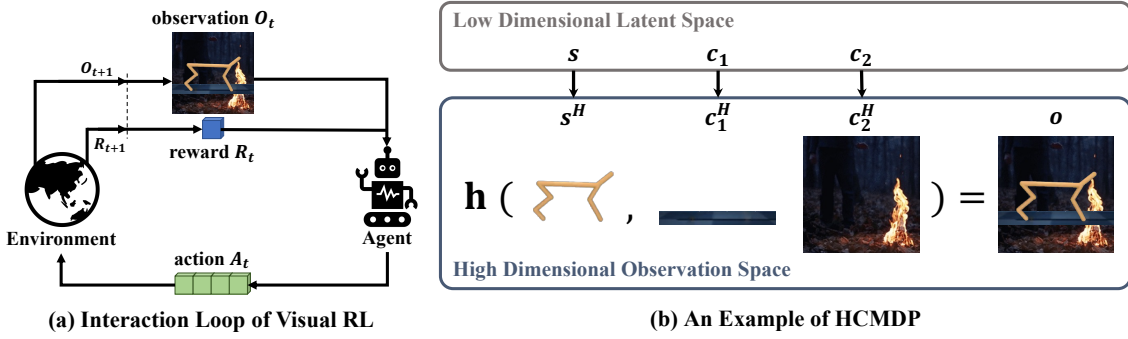 observation O_t
O_{t+1}
R_{t+1}
reward R_t
Environment
Agent
action A_t
(a) Interaction Loop of Visual RL
Low Dimensional Latent Space
s c_1 c_2
s^H c_1^H c_2^H o
h ( , ) =
High Dimensional Observation Space
(b) An Example of HCMDP